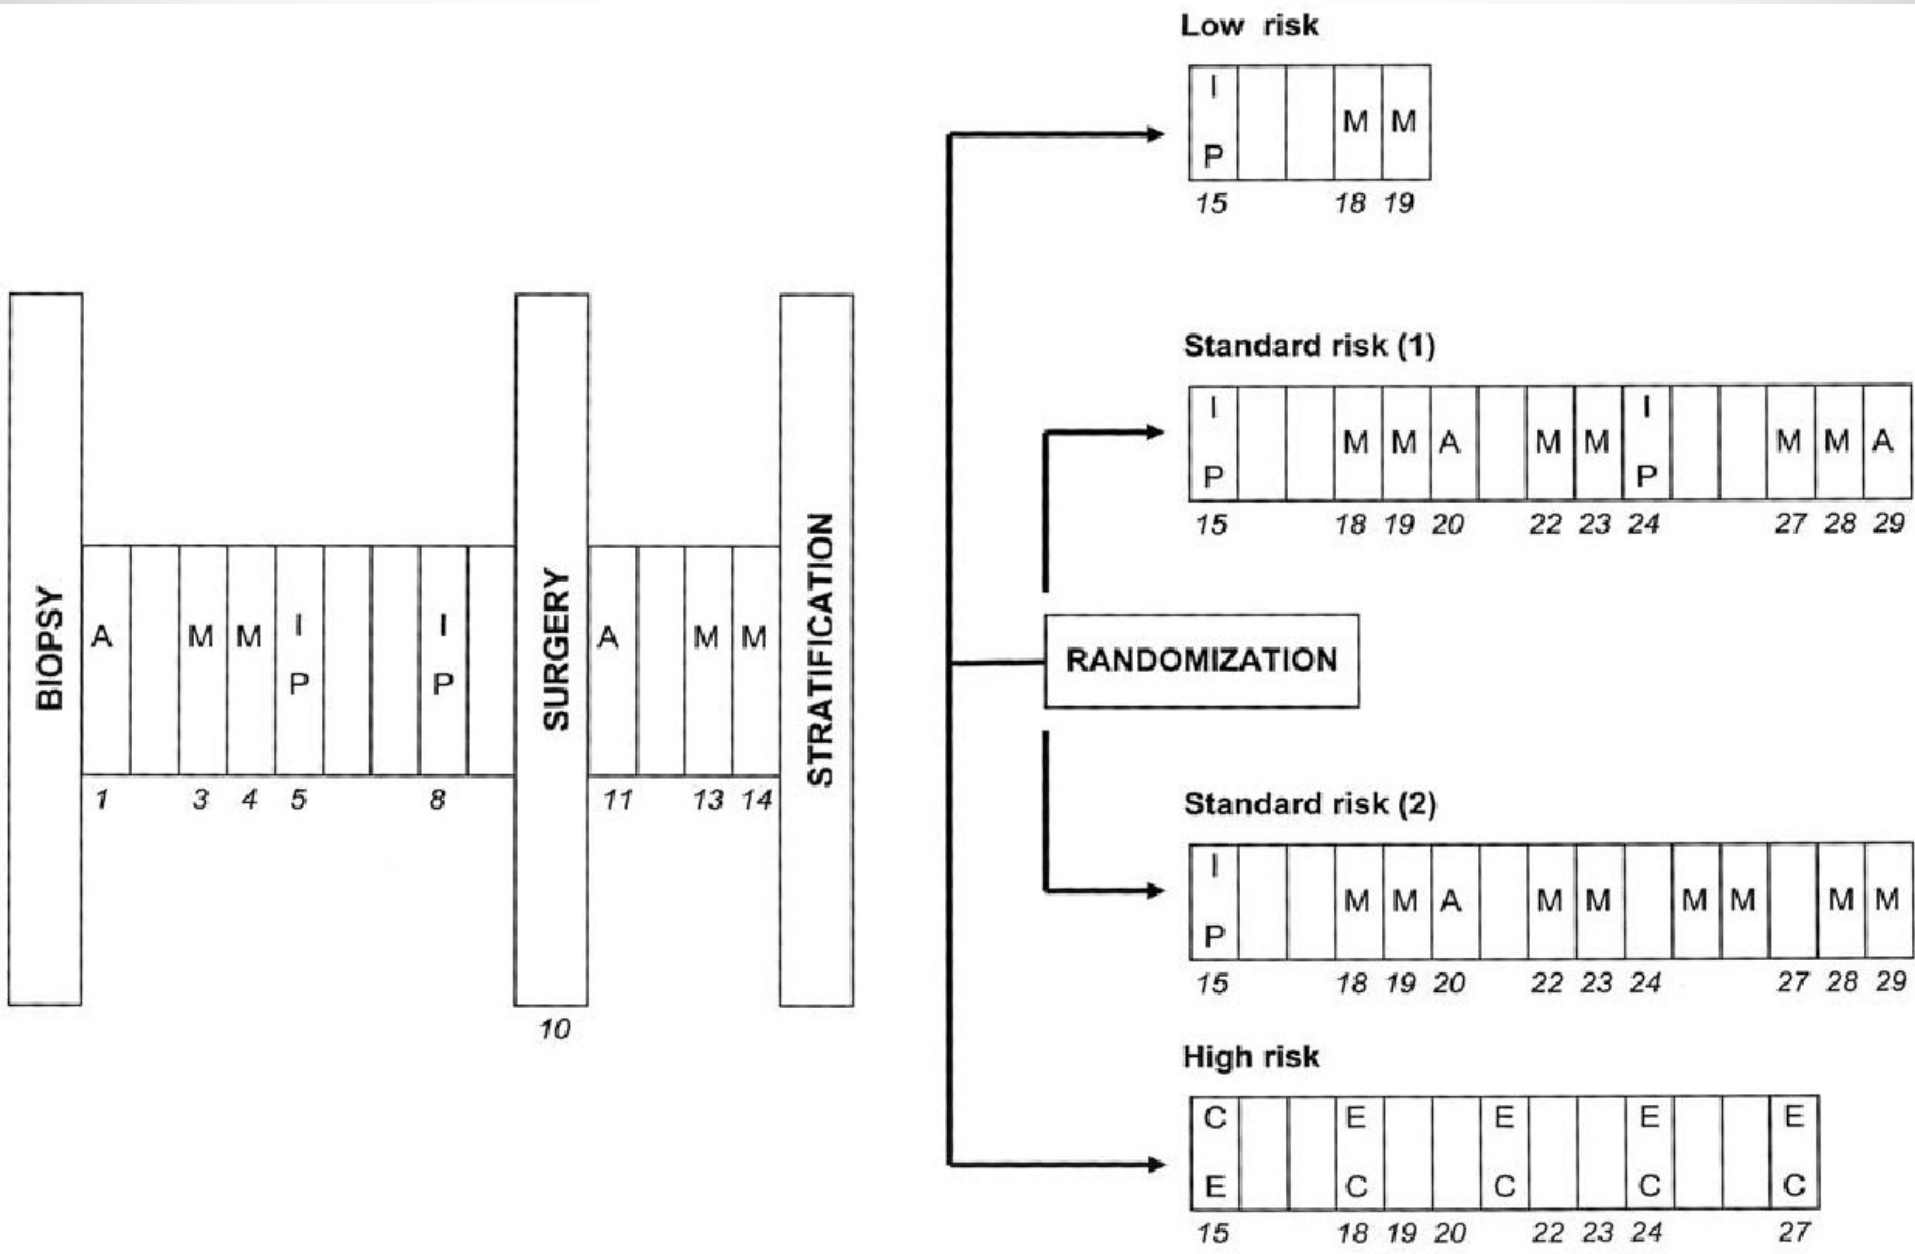 BIOPSY
A M M I I
P P
1 3 4 5 8
SURGERY
10
A M M
11 13 14
STRATIFICATION
Low risk
I
M M
P
15 18 19
Standard risk (1)
I I
M M A M M M M A
P P
15 18 19 20 22 23 24 27 28 29
RANDOMIZATION
Standard risk (2)
I
M M A M M M M M M
P
15 18 19 20 22 23 24 27 28 29
High risk
C E E E E
E C C C C
15 18 19 20 22 23 24 27